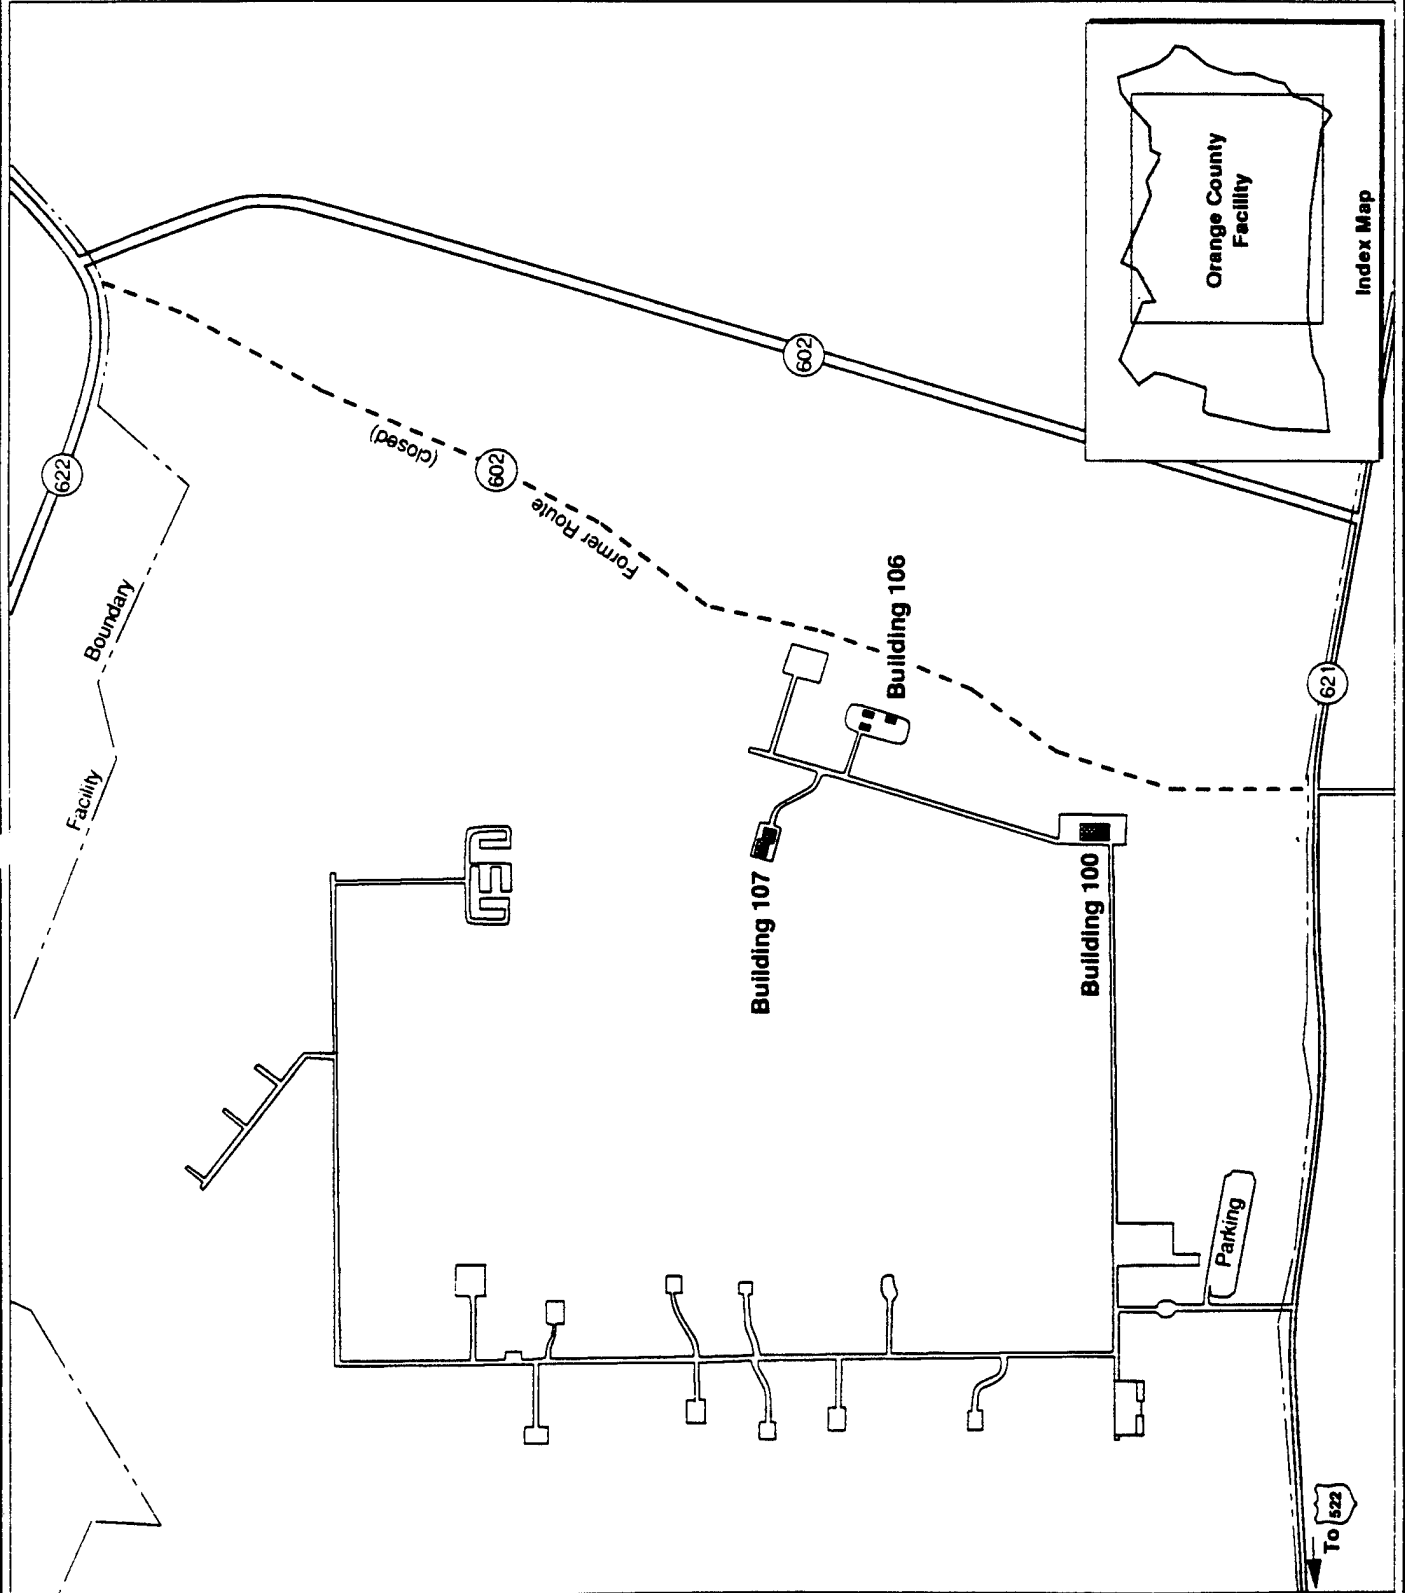 622
Facility
Boundary
602
(closed)
602
Former Route
Building 106
Building 107
Building 100
621
Parking
To
522
Orange County
Facility
Index Map